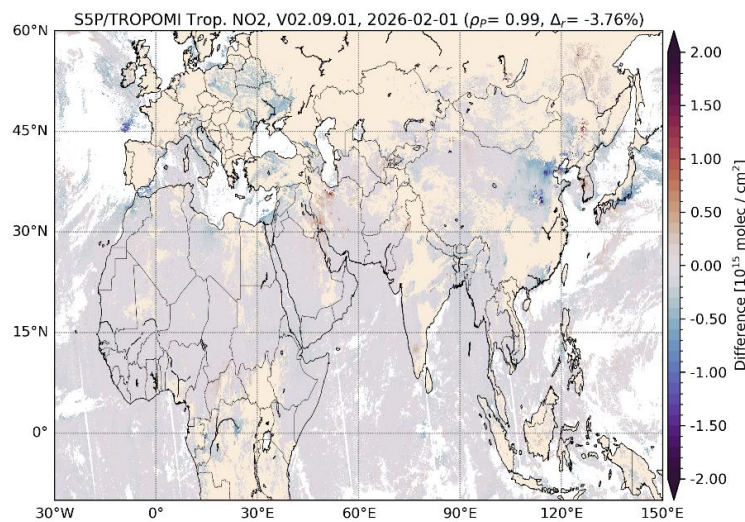 S5P/TROPOMI Trop. NO2, V02.09.01, 2026-02-01 (ρ_P= 0.99, Δ_r= -3.76%)
60°N
45°N
30°N
15°N
0°
30°W 0° 30°E 60°E 90°E 120°E 150°E
2.00
1.50
1.00
0.50
0.00
-0.50
-1.00
-1.50
-2.00
Difference [10¹⁵ molec / cm²]